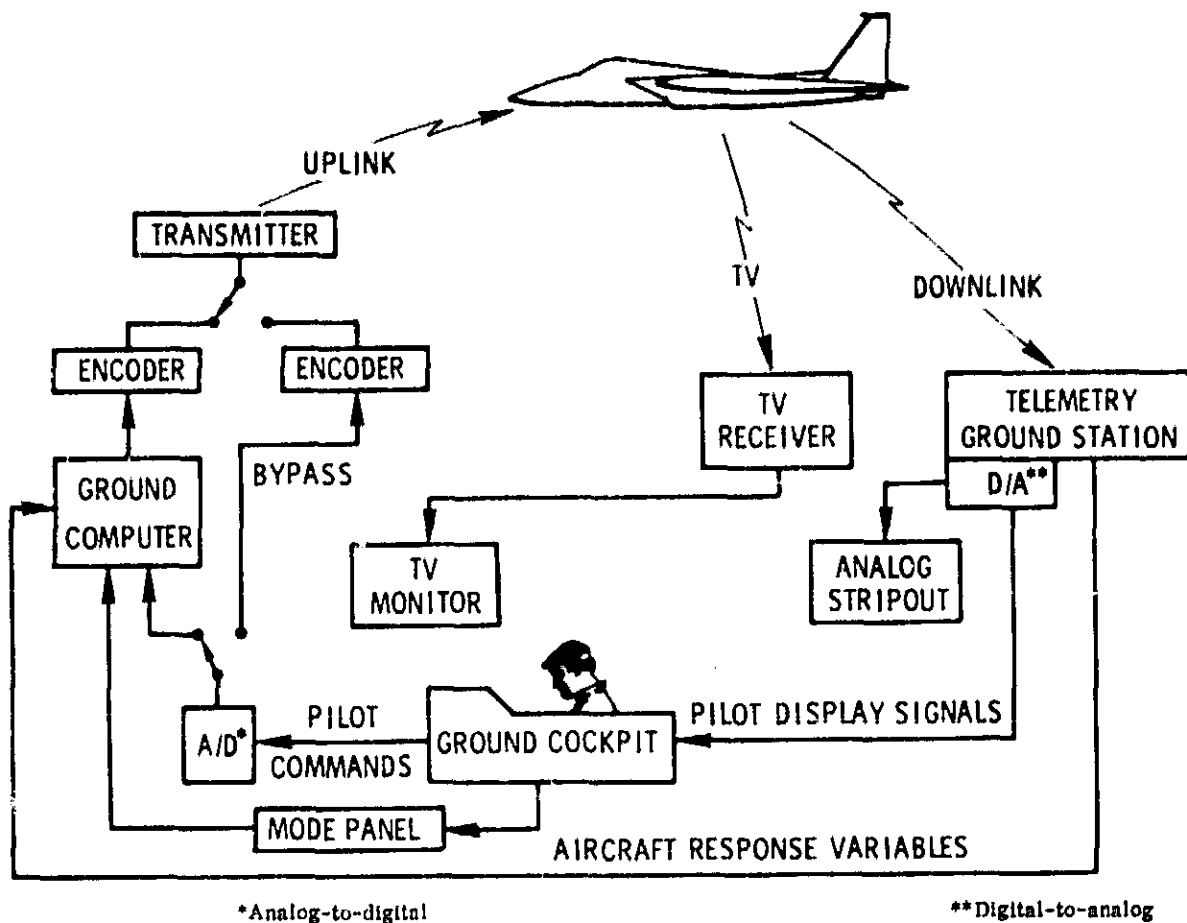 UPLINK
TRANSMITTER
TV
DOWNLINK
ENCODER
ENCODER
TV
RECEIVER
TELEMETRY
GROUND STATION
D/A**
BYPASS
GROUND
COMPUTER
TV
MONITOR
ANALOG
STRIPOUT
A/D*
PILOT
COMMANDS
GROUND COCKPIT
PILOT DISPLAY SIGNALS
MODE PANEL
AIRCRAFT RESPONSE VARIABLES
*Analog-to-digital
**Digital-to-analog